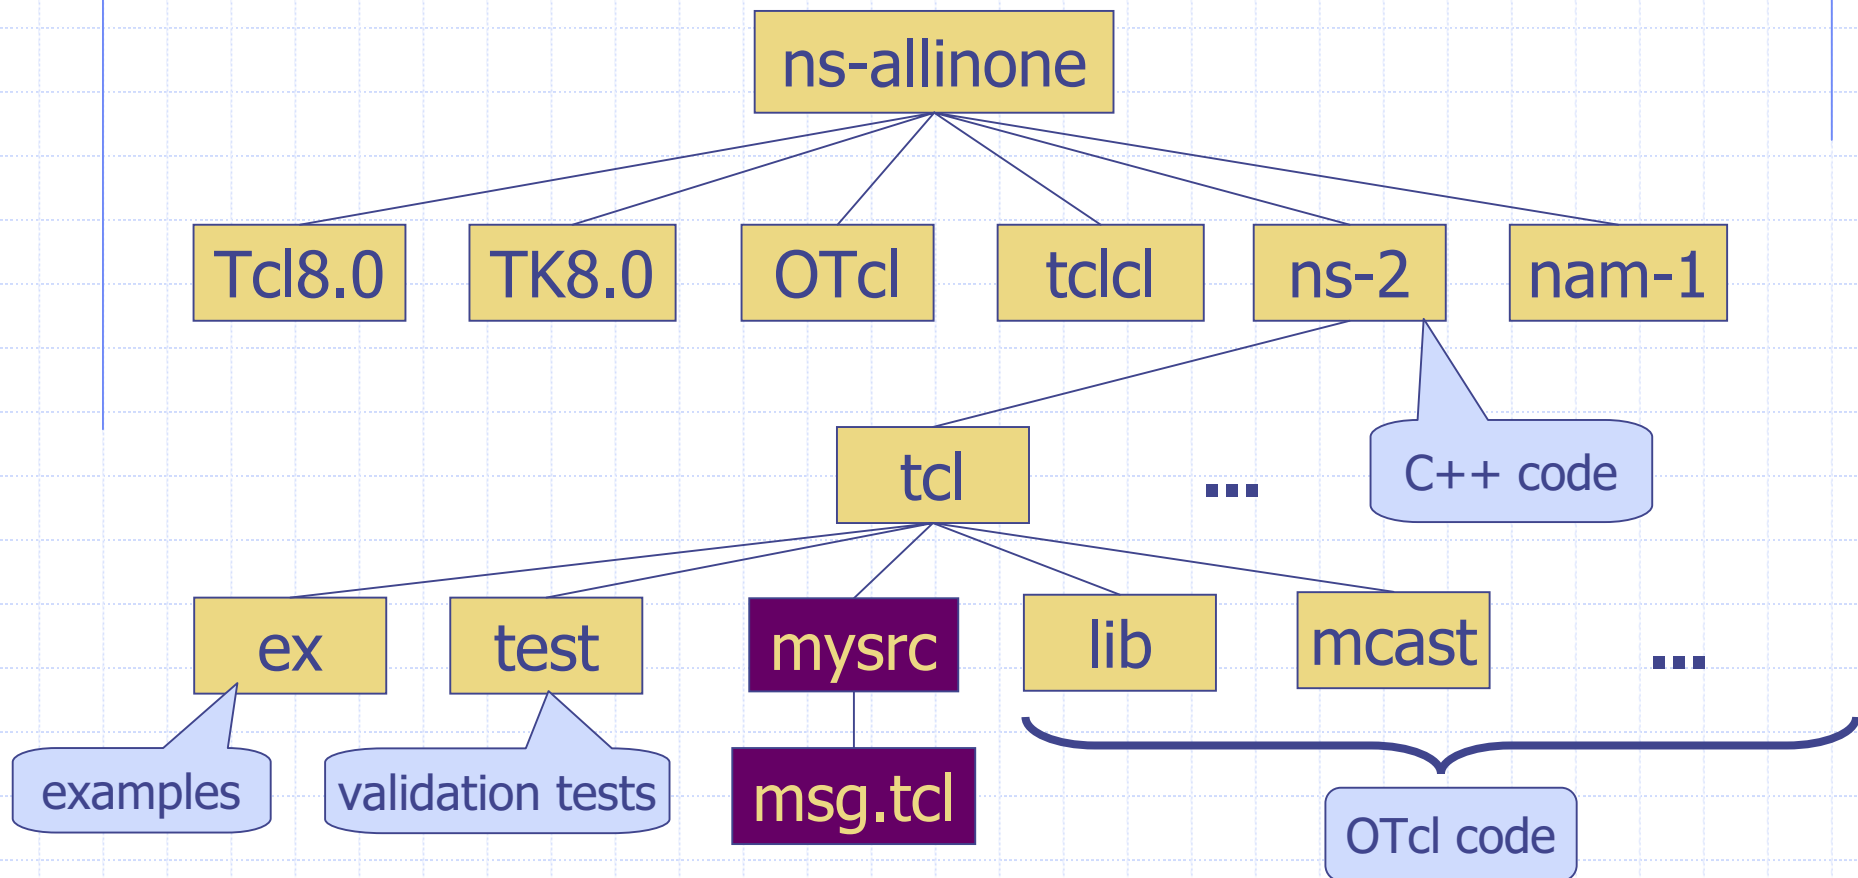 ns-allinone
Tcl8.0
TK8.0
OTcl
tclcl
ns-2
nam-1
tcl
...
C++ code
ex
test
mysrc
lib
mcast
...
examples
validation tests
msg.tcl
OTcl code